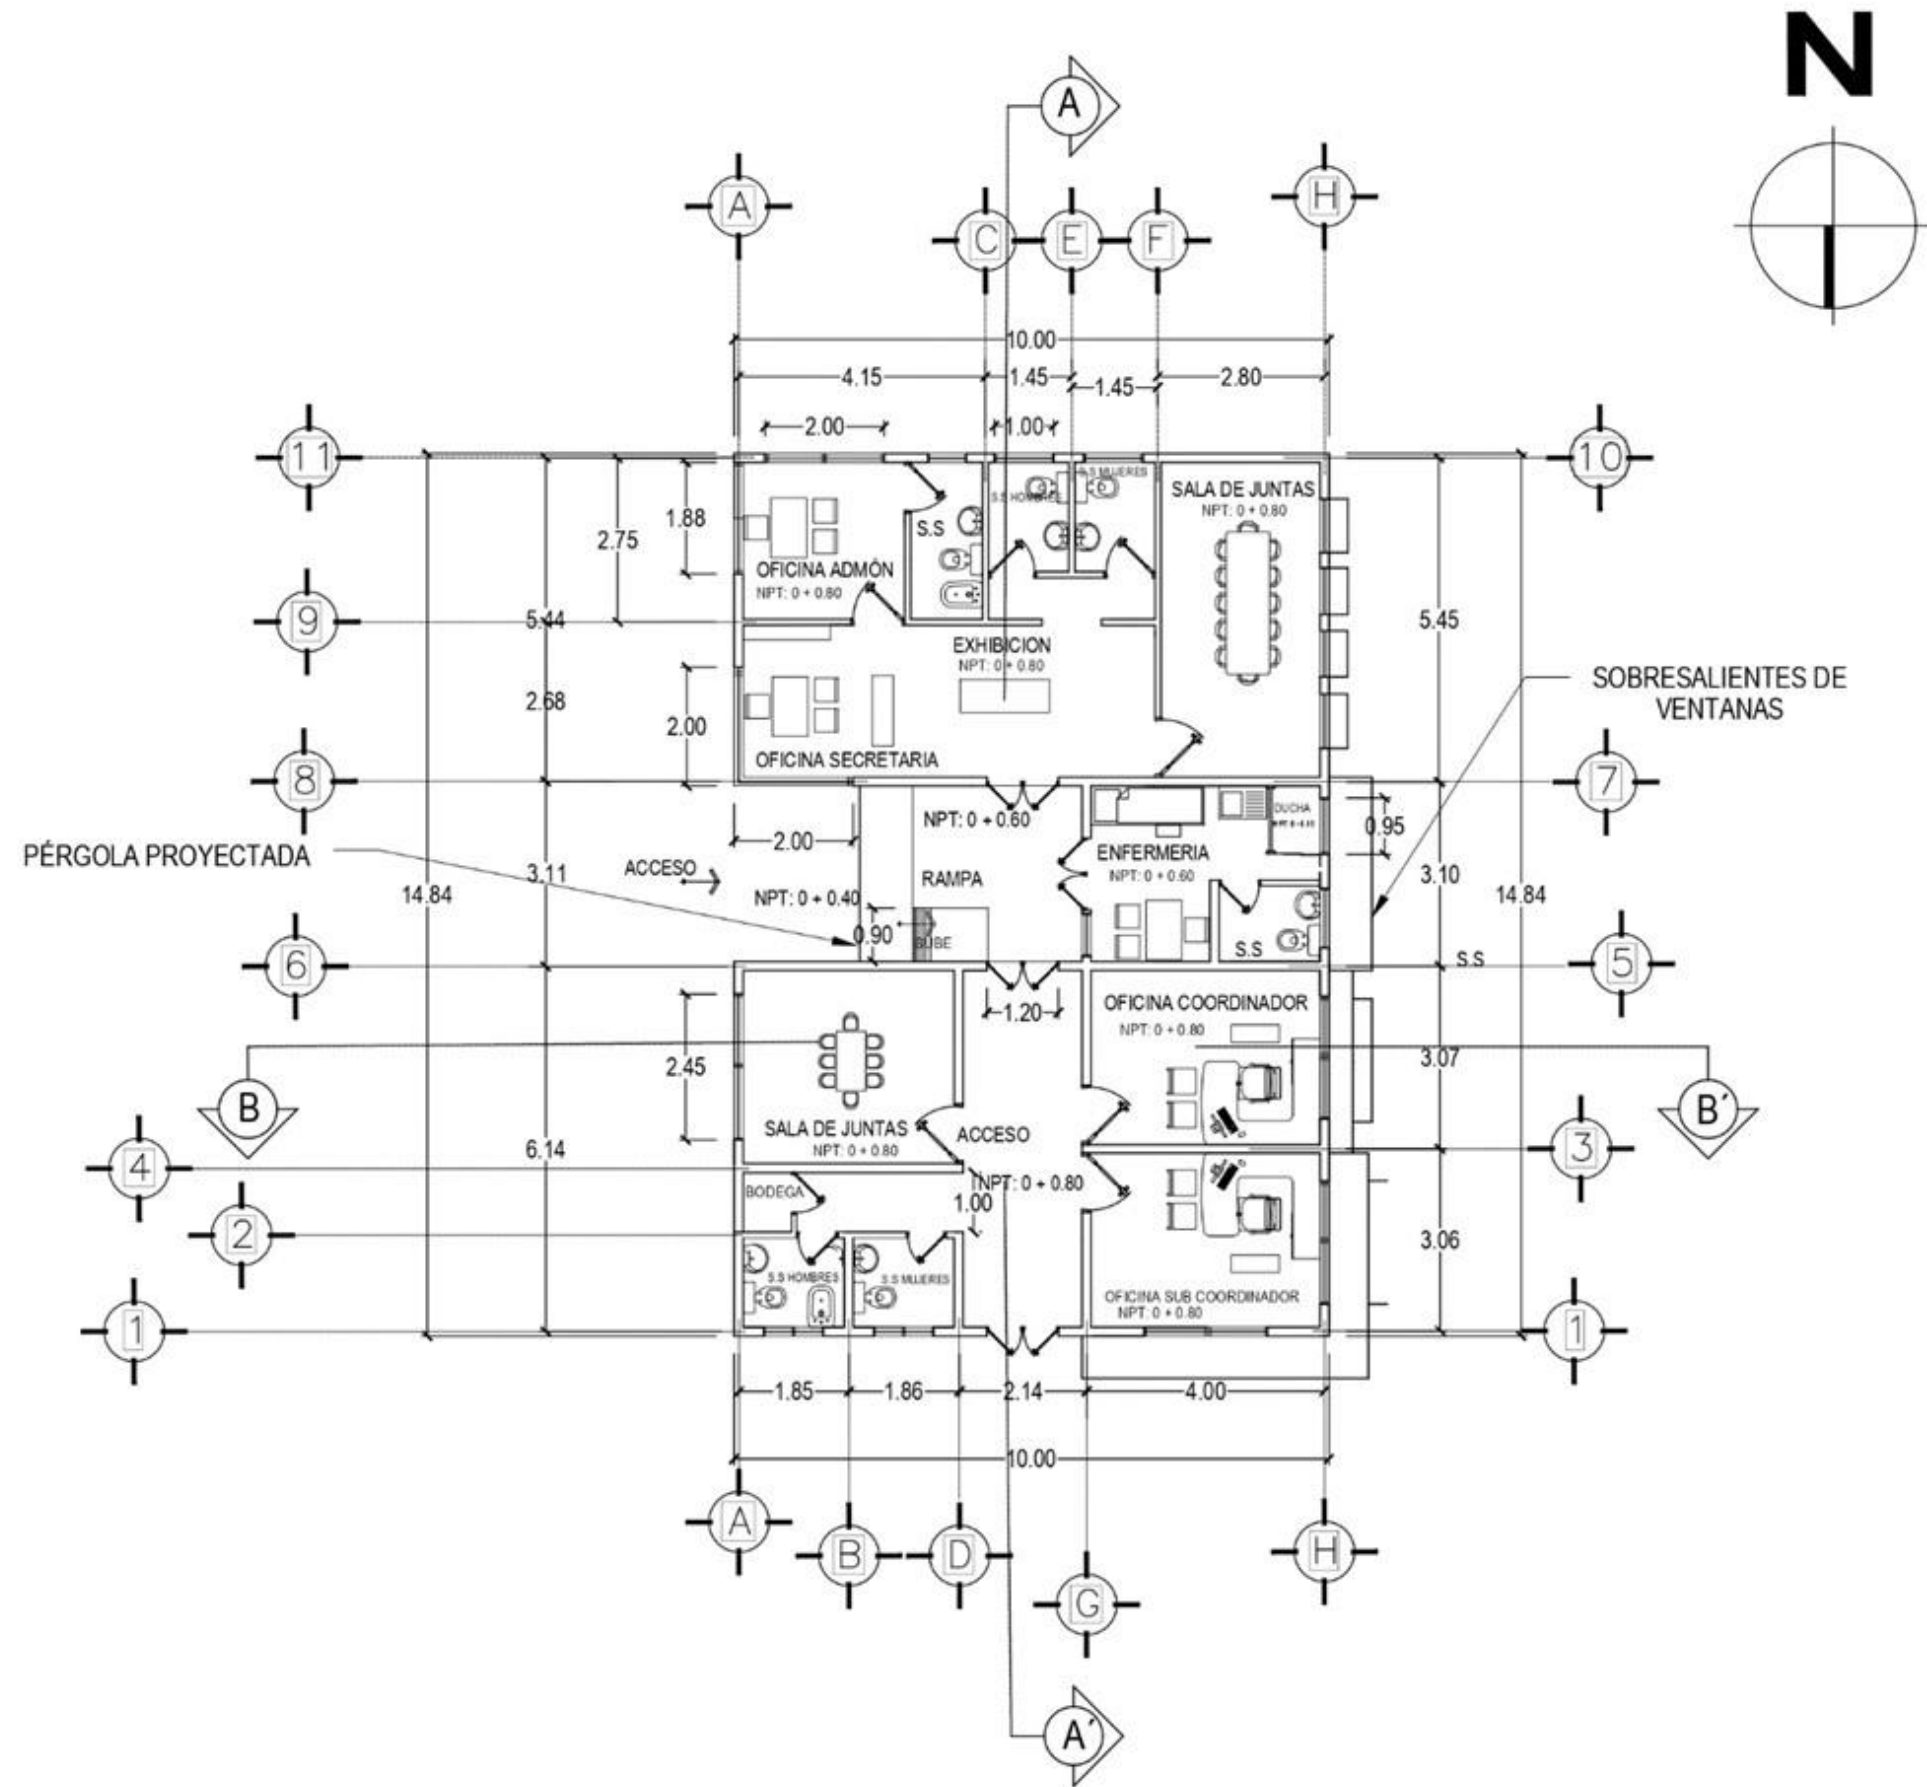 N
A
A
H
C
E
F
10.00
4.15
1.45
1.45
2.80
2.00
1.00
11
10
S.S MUJERES
S.S HOMBRES
SALA DE JUNTAS
NPT: 0 + 0.80
1.88
2.75
S.S
OFICINA ADMÓN
NPT: 0 + 0.80
9
5.44
5.45
EXHIBICION
NPT: 0 + 0.80
SOBRESALIENTES DE
VENTANAS
2.68
2.00
OFICINA SECRETARIA
8
7
NPT: 0 + 0.60
DUCHA
0.95
2.00
PÉRGOLA PROYECTADA
ACCESO
ENFERMERIA
NPT: 0 + 0.60
RAMPA
3.11
3.10
14.84
14.84
NPT: 0 + 0.40
0.90
SUBE
S.S
S.S
6
5
OFICINA COORDINADOR
NPT: 0 + 0.80
1.20
2.45
3.07
B
B´
SALA DE JUNTAS
NPT: 0 + 0.80
ACCESO
6.14
4
3
BODEGA
NPT: 0 + 0.80
1.00
2
3.06
S.S HOMBRES
S.S MUJERES
OFICINA SUB COORDINADOR
NPT: 0 + 0.80
1
1
1.85
1.86
2.14
4.00
10.00
A
B
D
H
G
A´